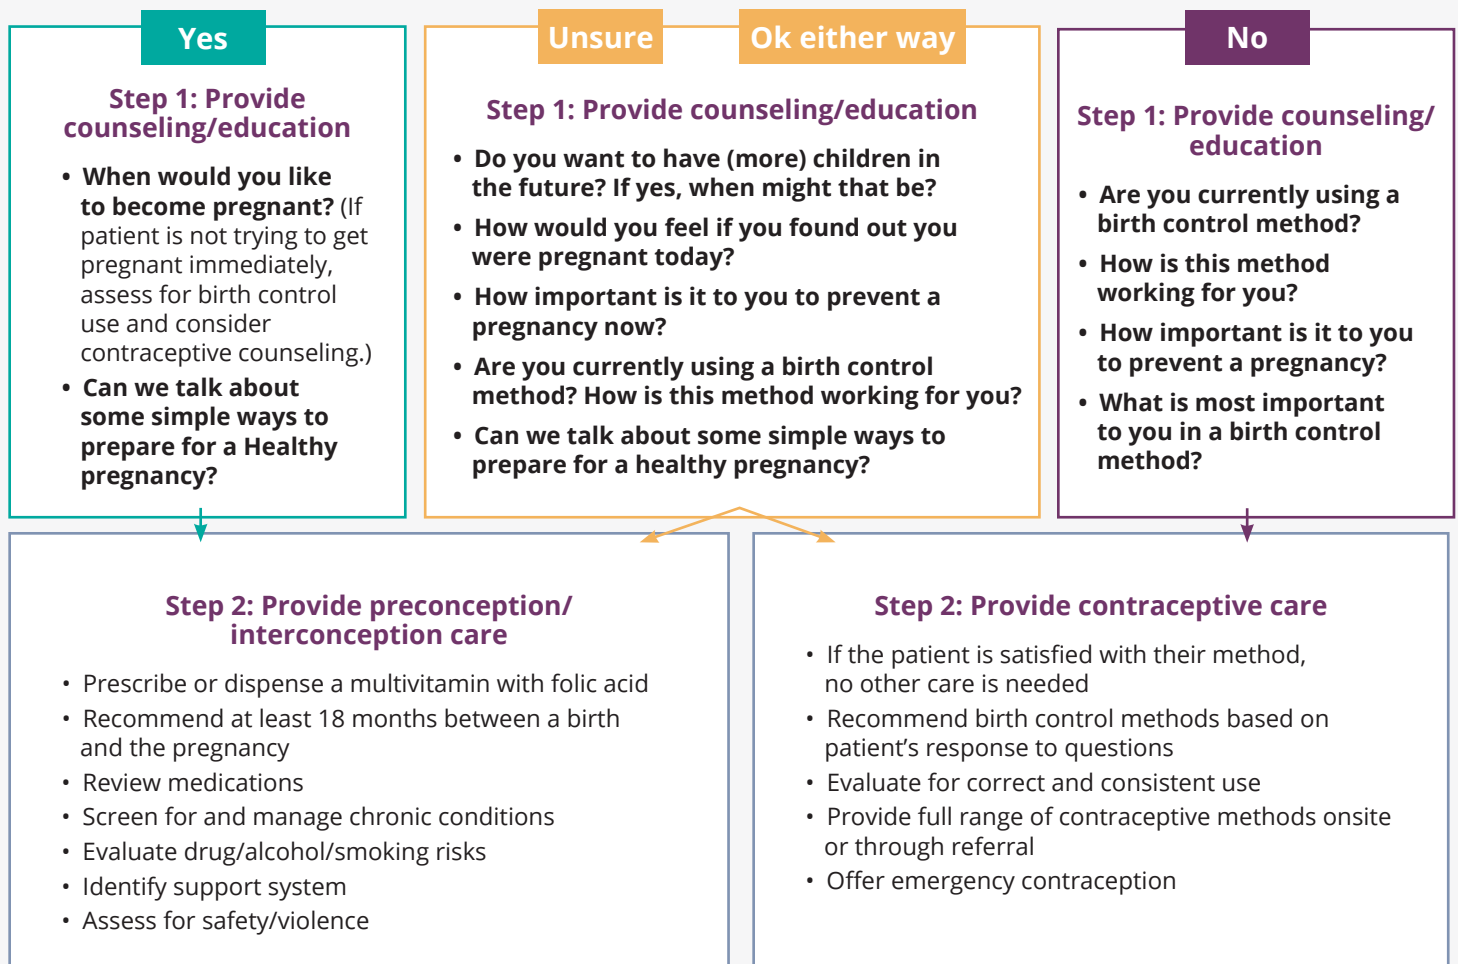 Yes
Step 1: Provide
counseling/education
• When would you like
to become pregnant? (If
patient is not trying to get
pregnant immediately,
assess for birth control
use and consider
contraceptive counseling.)
• Can we talk about
some simple ways to
prepare for a Healthy
pregnancy?
Unsure
Ok either way
Step 1: Provide counseling/education
• Do you want to have (more) children in
the future? If yes, when might that be?
• How would you feel if you found out you
were pregnant today?
• How important is it to you to prevent a
pregnancy now?
• Are you currently using a birth control
method? How is this method working for you?
• Can we talk about some simple ways to
prepare for a healthy pregnancy?
No
Step 1: Provide counseling/
education
• Are you currently using a
birth control method?
• How is this method
working for you?
• How important is it to you
to prevent a pregnancy?
• What is most important
to you in a birth control
method?
Step 2: Provide preconception/
interconception care
• Prescribe or dispense a multivitamin with folic acid
• Recommend at least 18 months between a birth
and the pregnancy
• Review medications
• Screen for and manage chronic conditions
• Evaluate drug/alcohol/smoking risks
• Identify support system
• Assess for safety/violence
Step 2: Provide contraceptive care
• If the patient is satisfied with their method,
no other care is needed
• Recommend birth control methods based on
patient’s response to questions
• Evaluate for correct and consistent use
• Provide full range of contraceptive methods onsite
or through referral
• Offer emergency contraception